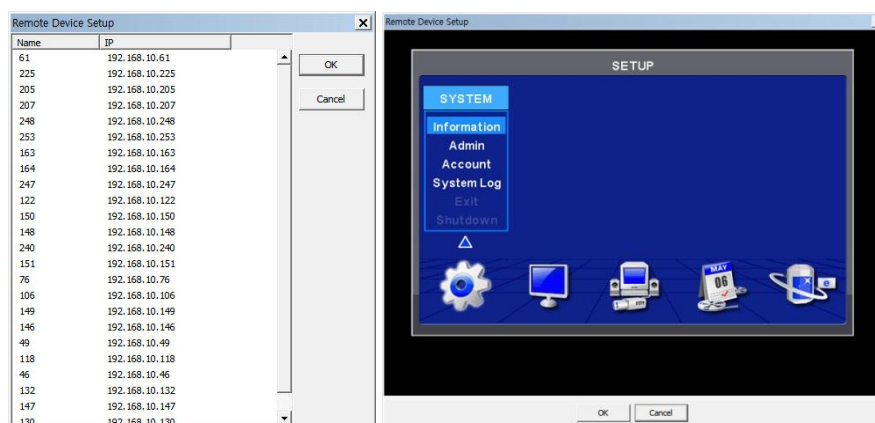 Remote Device Setup
Name IP
61 192.168.10.61
225 192.168.10.225
205 192.168.10.205
207 192.168.10.207
248 192.168.10.248
253 192.168.10.253
163 192.168.10.163
164 192.168.10.164
247 192.168.10.247
122 192.168.10.122
150 192.168.10.150
148 192.168.10.148
240 192.168.10.240
151 192.168.10.151
76 192.168.10.76
106 192.168.10.106
149 192.168.10.149
146 192.168.10.146
49 192.168.10.49
118 192.168.10.118
46 192.168.10.46
132 192.168.10.132
147 192.168.10.147
130 192.168.10.130
OK
Cancel
Remote Device Setup
SETUP
SYSTEM
Information
Admin
Account
System Log
Exit
Shutdown
MAY
06
e
OK Cancel